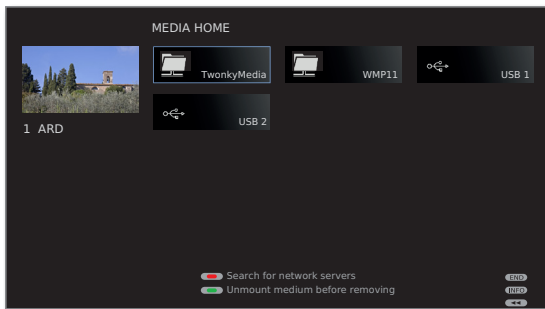 MEDIA HOME
TwonkyMedia
WMP11
USB 1
1 ARD
USB 2
Search for network servers
Unmount medium before removing
END
INFO